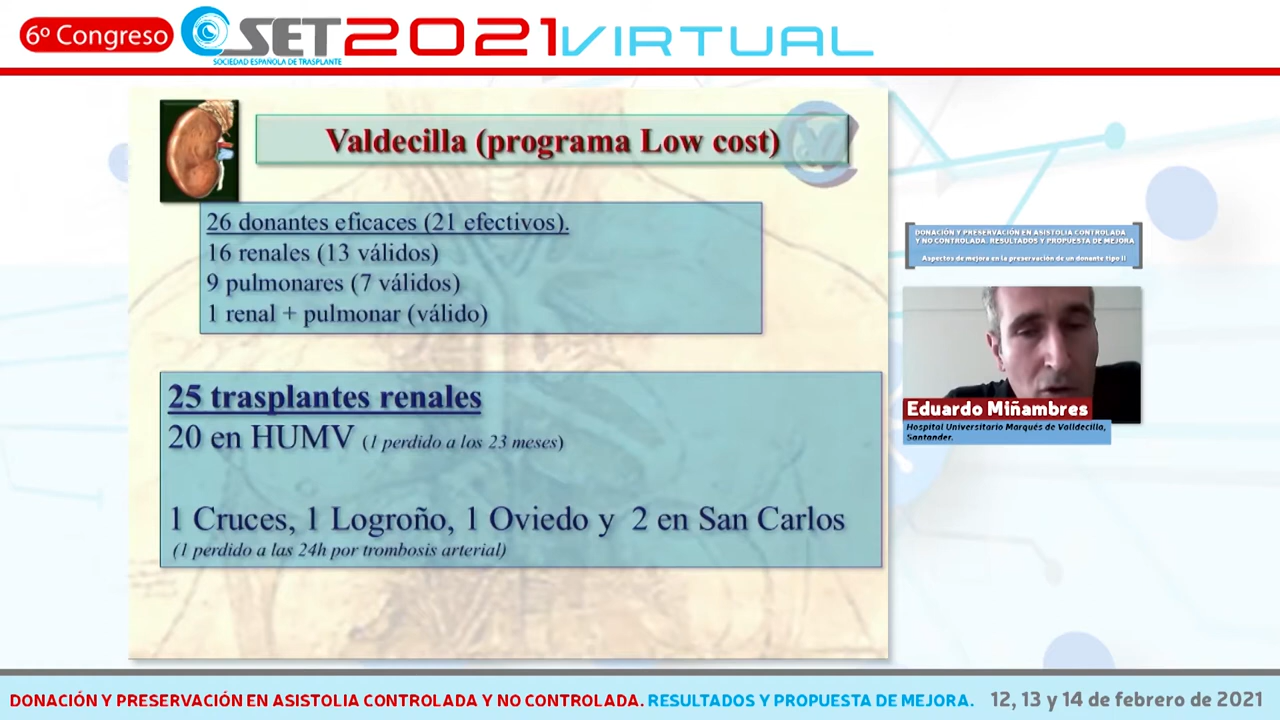 6º Congreso
SET 2021 VIRTUAL
SOCIEDAD ESPAÑOLA DE TRASPLANTE
Valdecilla (programa Low cost)
26 donantes eficaces (21 efectivos).
16 renales (13 válidos)
9 pulmonares (7 válidos)
1 renal + pulmonar (válido)
25 trasplantes renales
20 en HUMV (1 perdido a los 23 meses)
1 Cruces, 1 Logroño, 1 Oviedo y 2 en San Carlos
(1 perdido a las 24h por trombosis arterial)
DONACIÓN Y PRESERVACIÓN EN ASISTOLIA CONTROLADA
Y NO CONTROLADA. RESULTADOS Y PROPUESTA DE MEJORA
Aspectos de mejora en la preservación de un donante tipo II
Eduardo Miñambres
Hospital Universitario Marqués de Valldecilla,
Santander.
DONACIÓN Y PRESERVACIÓN EN ASISTOLIA CONTROLADA Y NO CONTROLADA. RESULTADOS Y PROPUESTA DE MEJORA. 12, 13 y 14 de febrero de 2021